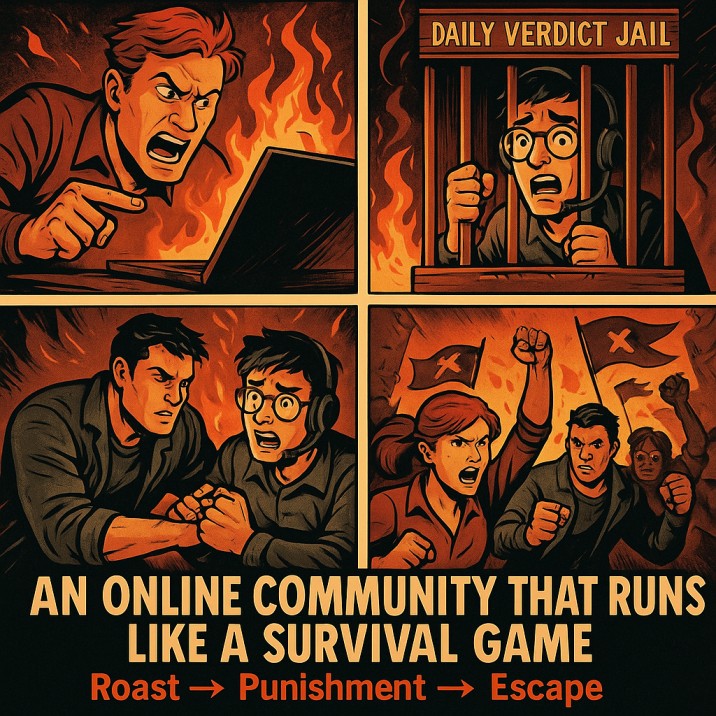 DAILY VERDICT JAIL
AN ONLINE COMMUNITY THAT RUNS
LIKE A SURVIVAL GAME
Roast → Punishment → Escape